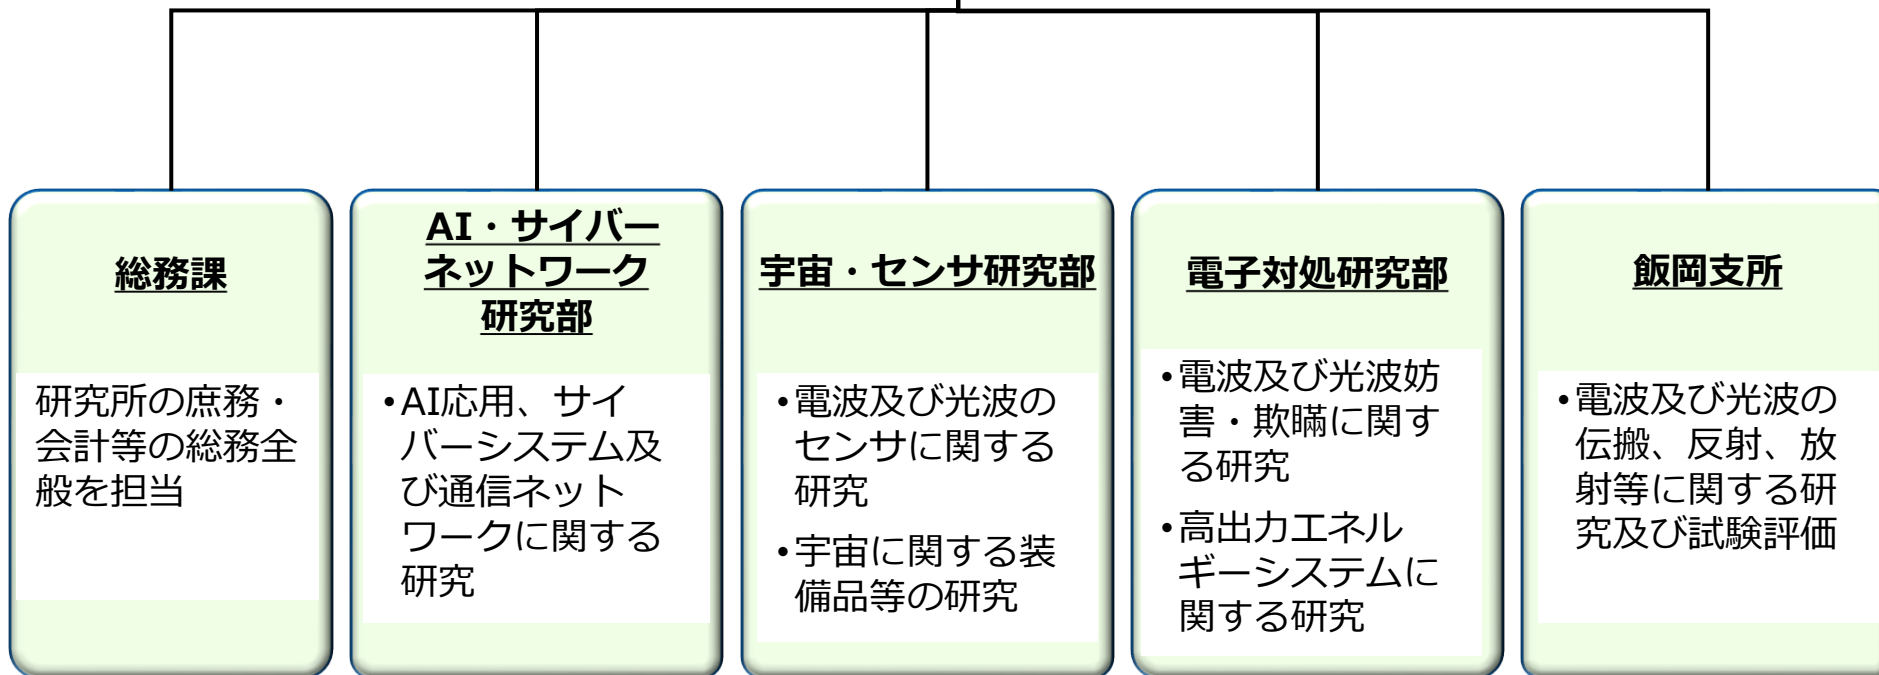 総務課
研究所の庶務・
会計等の総務全
般を担当
AI・サイバー
ネットワーク
研究部
•AI応用、サイ
バーシステム及
び通信ネット
ワークに関する
研究
宇宙・センサ研究部
•電波及び光波の
センサに関する
研究
•宇宙に関する装
備品等の研究
電子対処研究部
•電波及び光波妨
害・欺瞞に関す
る研究
•高出力エネル
ギーシステムに
関する研究
飯岡支所
•電波及び光波の
伝搬、反射、放
射等に関する研
究及び試験評価